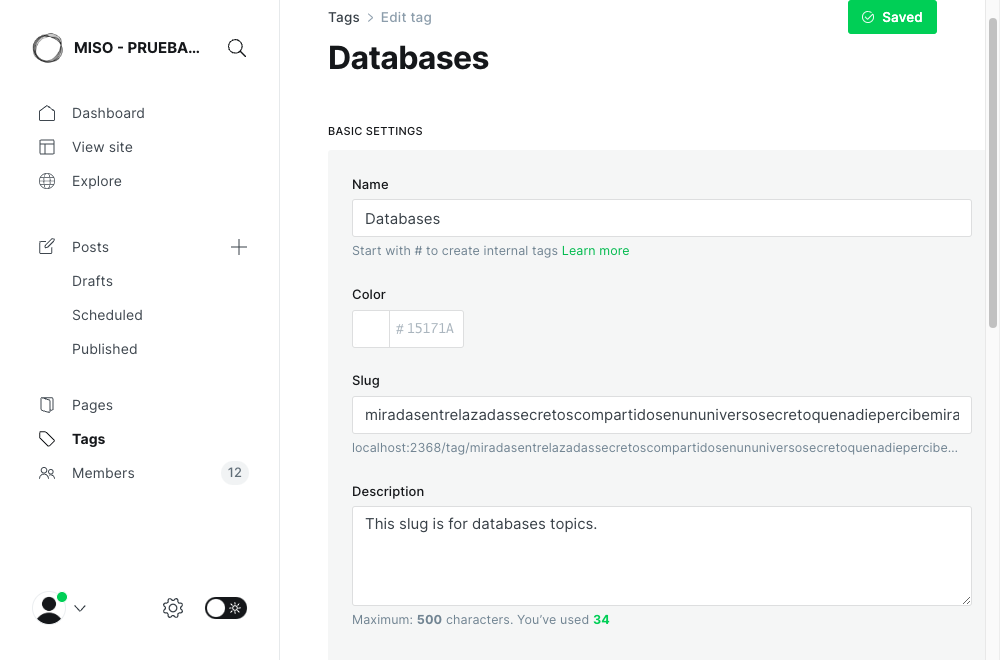 MISO - PRUEBA...
Dashboard
View site
Explore
Posts
Drafts
Scheduled
Published
Pages
Tags
Members 12
Tags > Edit tag
Saved
Databases
BASIC SETTINGS
Name
Databases
Start with # to create internal tags Learn more
Color
# 15171A
Slug
miradasentrelazadassecretoscompartidosenununiversosecretoquenadiepercibemira
localhost:2368/tag/miradasentrelazadassecretoscompartidosenununiversosecretoquenadiepercibe...
Description
This slug is for databases topics.
Maximum: 500 characters. You've used 34